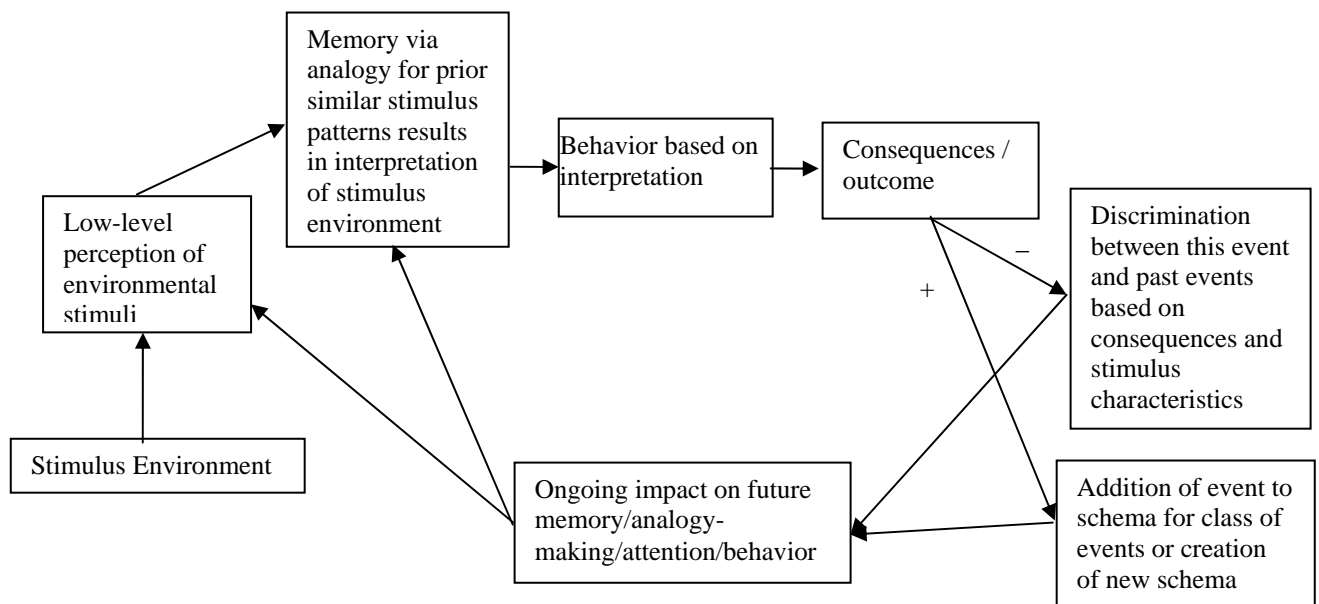 Memory via
analogy for prior
similar stimulus
patterns results
in interpretation
of stimulus
environment
Behavior based on
interpretation
Consequences /
outcome
Low-level
perception of
environmental
stimuli
Discrimination
between this event
and past events
based on
consequences and
stimulus
characteristics
–
+
Stimulus Environment
Ongoing impact on future
memory/analogy-
making/attention/behavior
Addition of event to
schema for class of
events or creation
of new schema